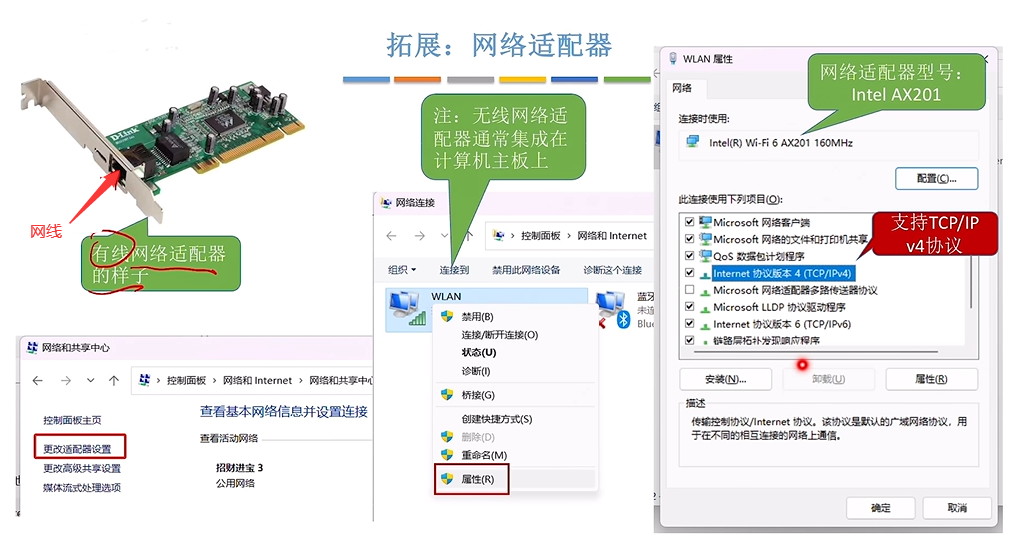 拓展：网络适配器
D-Link
网线
有线网络适配器
的样子
注：无线网络适
配器通常集成在
计算机主板上
网络适配器型号：
Intel AX201
支持TCP/IP
v4协议
网络和共享中心
控制面板 › 网络和 Internet › 网络和共享中心
控制面板主页
更改适配器设置
更改高级共享设置
媒体流式处理选项
查看基本网络信息并设置连接
查看活动网络
招财进宝 3
公用网络
网络连接
控制面板 › 网络和 Internet
组织 连接到 禁用此网络设备 诊断这个连接
WLAN
蓝牙
未连
Blue
禁用(B)
连接/断开连接(O)
状态(U)
诊断(I)
桥接(G)
创建快捷方式(S)
删除(D)
重命名(M)
属性(R)
WLAN 属性
网络
连接时使用:
Intel(R) Wi-Fi 6 AX201 160MHz
配置(C)...
此连接使用下列项目(O):
Microsoft 网络客户端
Microsoft 网络的文件和打印机共享
QoS 数据包计划程序
Internet 协议版本 4 (TCP/IPv4)
Microsoft 网络适配器多路传送器协议
Microsoft LLDP 协议驱动程序
Internet 协议版本 6 (TCP/IPv6)
链路层拓扑发现响应程序
安装(N)... 卸载(U) 属性(R)
描述
传输控制协议/Internet 协议。该协议是默认的广域网络协议，用
于在不同的相互连接的网络上通信。
确定 取消